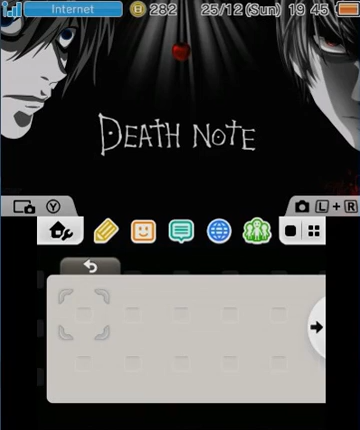 Internet 282 25/12 (Sun) 19 45
DEATH NOTE
Y L + R